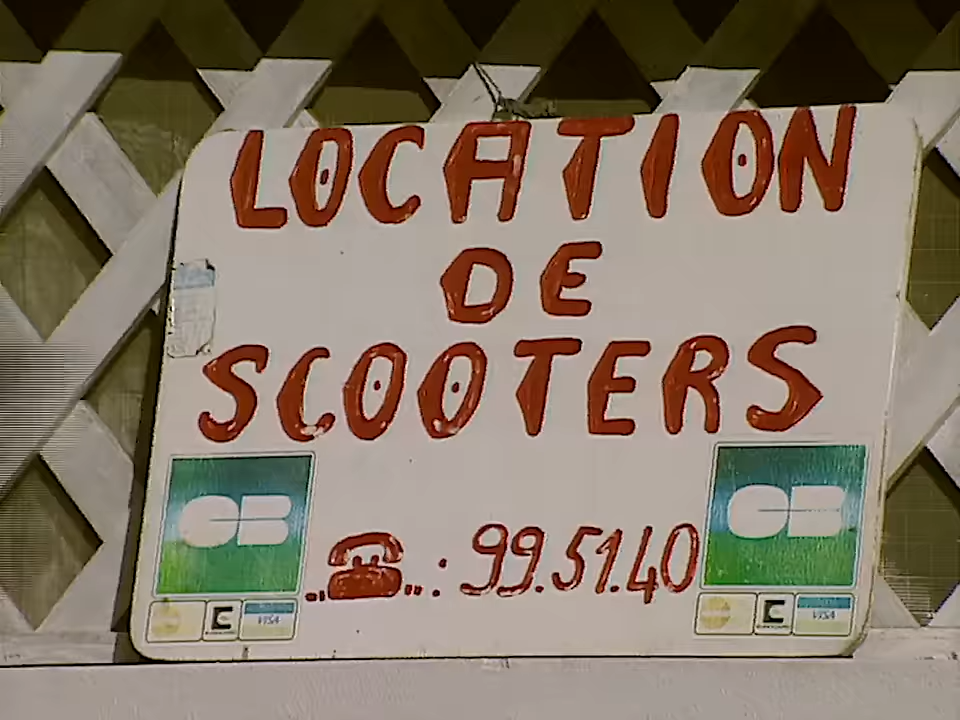 LOCATION
DE
SCOOTERS
CB CB
: 99.51.40
VISA VISA